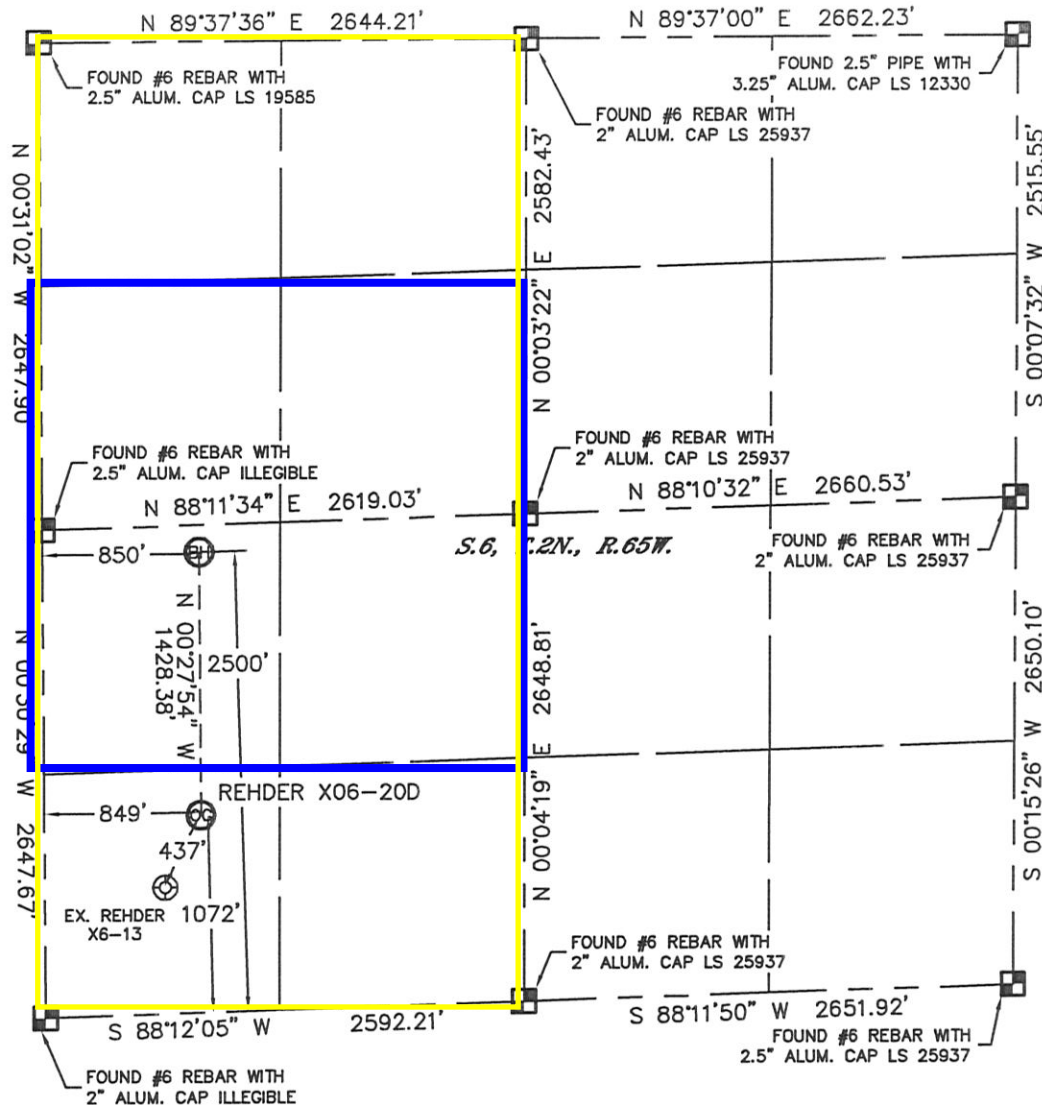 N 89°37'36" E 2644.21'
N 89°37'00" E 2662.23'
FOUND #6 REBAR WITH
2.5" ALUM. CAP LS 19585
FOUND #6 REBAR WITH
2" ALUM. CAP LS 25937
FOUND 2.5" PIPE WITH
3.25" ALUM. CAP LS 12330
N 00°31'02" W 2647.90
N 00°03'22" E 2582.43'
S 00°07'32" W 2515.55'
FOUND #6 REBAR WITH
2.5" ALUM. CAP ILLEGIBLE
N 88°11'34" E 2619.03'
FOUND #6 REBAR WITH
2" ALUM. CAP LS 25937
N 88°10'32" E 2660.53'
S.6, T.2N., R.65W.
FOUND #6 REBAR WITH
2" ALUM. CAP LS 25937
850'
BH
N 00°27'54" W
1428.38'
2500'
N 00°30'29" W 2647.67'
N 00°04'19" E 2648.81'
S 00°15'26" W 2650.10'
REHDER X06-20D
849'
OG
437'
EX. REHDER
X6-13
1072'
FOUND #6 REBAR WITH
2" ALUM. CAP LS 25937
S 88°12'05" W 2592.21'
S 88°11'50" W 2651.92'
FOUND #6 REBAR WITH
2.5" ALUM. CAP LS 25937
FOUND #6 REBAR WITH
2" ALUM. CAP ILLEGIBLE